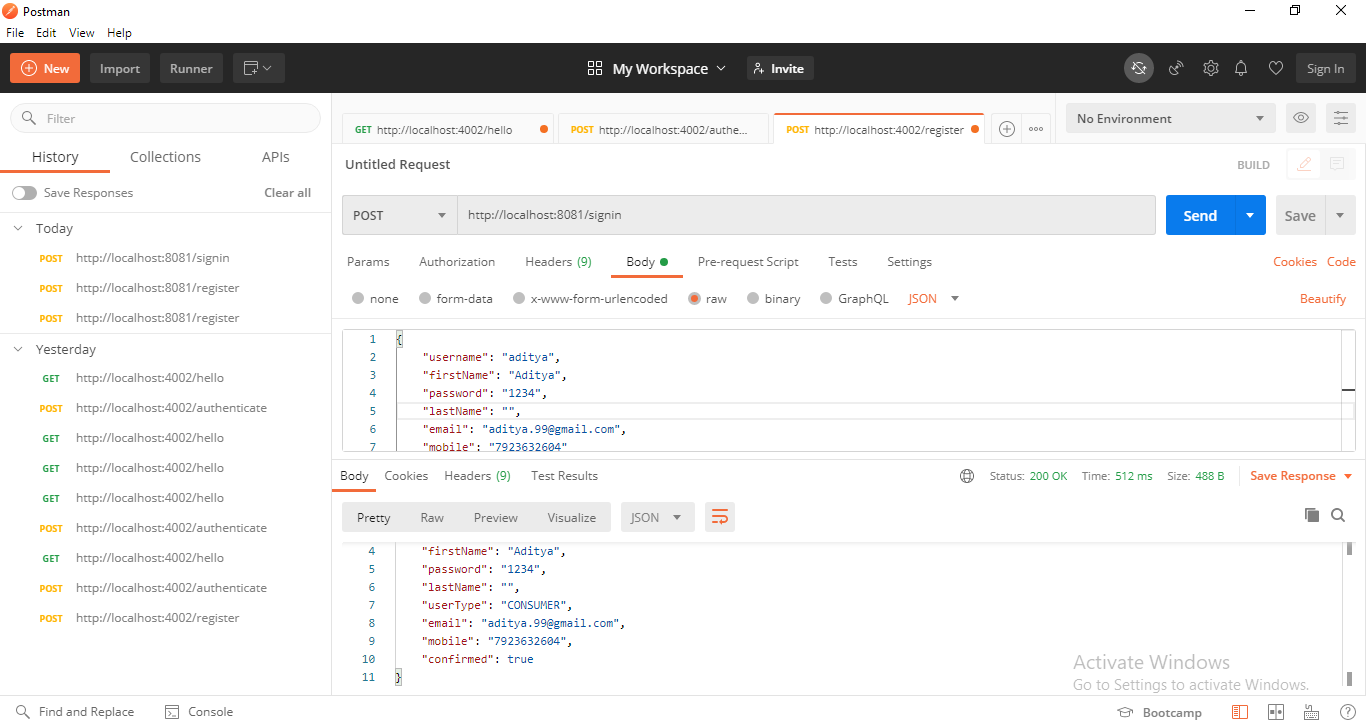 Postman
File Edit View Help
New Import Runner My Workspace Invite Sign In
Filter
History Collections APIs
Save Responses Clear all
Today
POST http://localhost:8081/signin
POST http://localhost:8081/register
POST http://localhost:8081/register
Yesterday
GET http://localhost:4002/hello
POST http://localhost:4002/authenticate
GET http://localhost:4002/hello
GET http://localhost:4002/hello
GET http://localhost:4002/hello
POST http://localhost:4002/authenticate
GET http://localhost:4002/hello
POST http://localhost:4002/authenticate
POST http://localhost:4002/register
GET http://localhost:4002/hello POST http://localhost:4002/authe... POST http://localhost:4002/register No Environment
Untitled Request BUILD
POST http://localhost:8081/signin Send Save
Params Authorization Headers (9) Body Pre-request Script Tests Settings Cookies Code
none form-data x-www-form-urlencoded raw binary GraphQL JSON Beautify
1 {
2 "username": "aditya",
3 "firstName": "Aditya",
4 "password": "1234",
5 "lastName": "",
6 "email": "aditya.99@gmail.com",
7 "mobile": "7923632604"
Body Cookies Headers (9) Test Results Status: 200 OK Time: 512 ms Size: 488 B Save Response
Pretty Raw Preview Visualize JSON
4 "firstName": "Aditya",
5 "password": "1234",
6 "lastName": "",
7 "userType": "CONSUMER",
8 "email": "aditya.99@gmail.com",
9 "mobile": "7923632604",
10 "confirmed": true
11 }
Activate Windows
Go to Settings to activate Windows.
Find and Replace Console Bootcamp